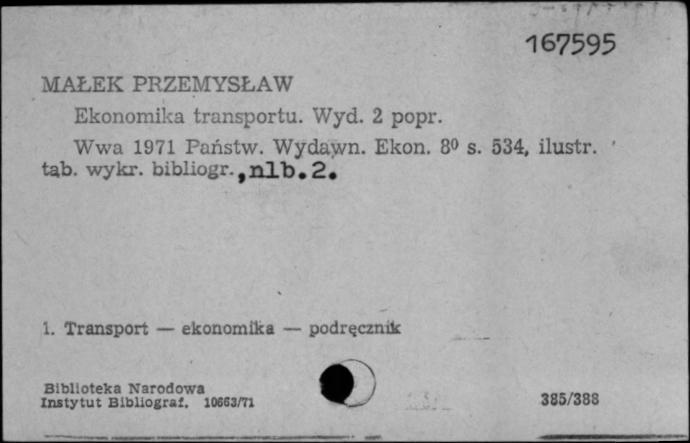 167595
MAŁEK PRZEMYSŁAW
Ekonomika transportu. Wyd. 2 popr.
Wwa 1971 Państw. Wydawn. Ekon. 8⁰ s. 534, ilustr.
tab. wykr. bibliogr., nlb. 2.
1. Transport — ekonomika — podręcznik
Biblioteka Narodowa
Instytut Bibliograf. 10663/71
385/388